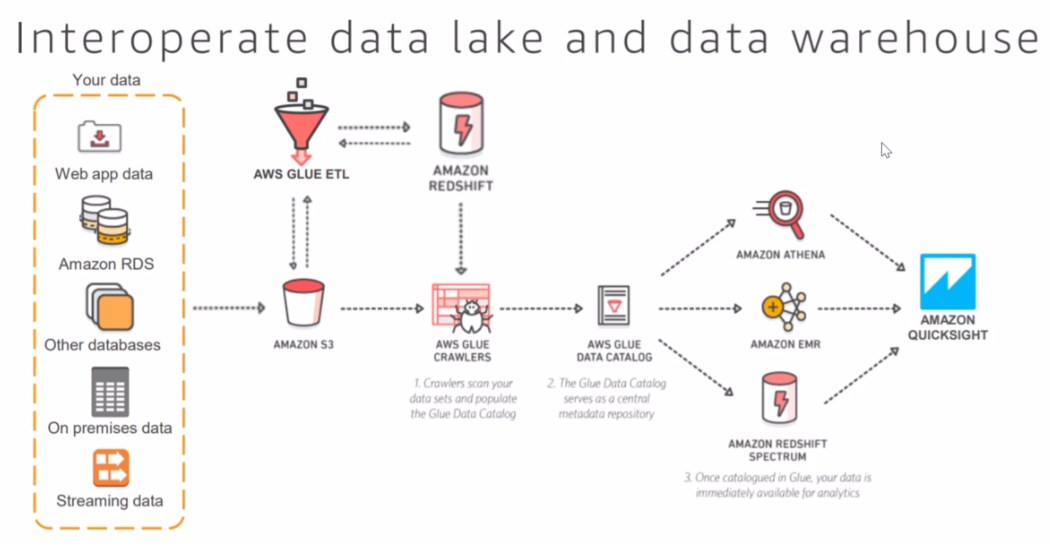 Interoperate data lake and data warehouse
Your data
Web app data
Amazon RDS
Other databases
On premises data
Streaming data
AWS GLUE ETL
AMAZON
REDSHIFT
AMAZON S3
AWS GLUE
CRAWLERS
1. Crawlers scan your
data sets and populate
the Glue Data Catalog
AWS GLUE
DATA CATALOG
2. The Glue Data Catalog
serves as a central
metadata repository
AMAZON ATHENA
AMAZON EMR
AMAZON REDSHIFT
SPECTRUM
3. Once catalogued in Glue, your data is
immediately available for analytics
AMAZON
QUICKSIGHT